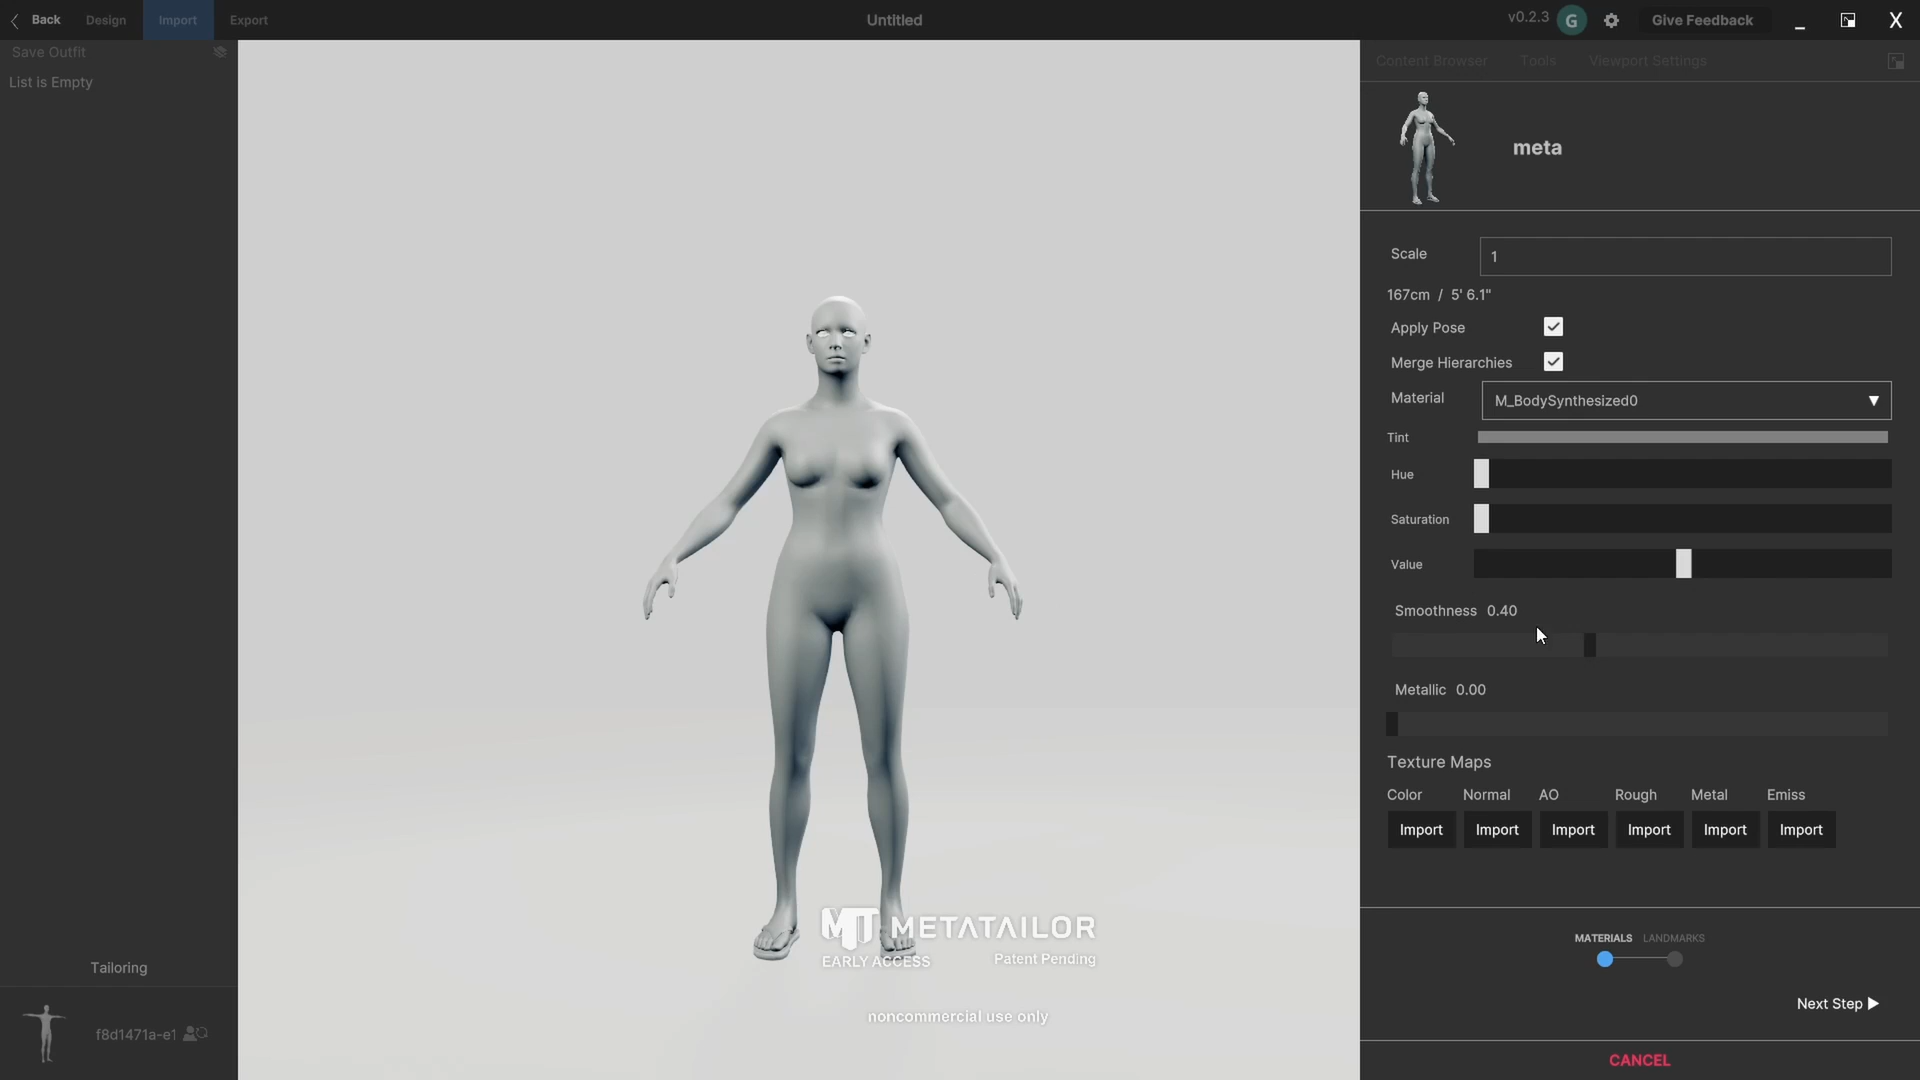 Back
Design
Import
Export
Untitled
v0.2.3
G
Give Feedback
X
Save Outfit
List is Empty
Content Browser
Tools
Viewport Settings
meta
Scale
1
167cm / 5' 6.1"
Apply Pose
Merge Hierarchies
Material
M_BodySynthesized0
Tint
Hue
Saturation
Value
Smoothness 0.40
Metallic 0.00
Texture Maps
Color Normal AO Rough Metal Emiss
Import Import Import Import Import Import
MT METATAILOR
EARLY ACCESS Patent Pending
noncommercial use only
MATERIALS LANDMARKS
Next Step
CANCEL
Tailoring
f8d1471a-e1